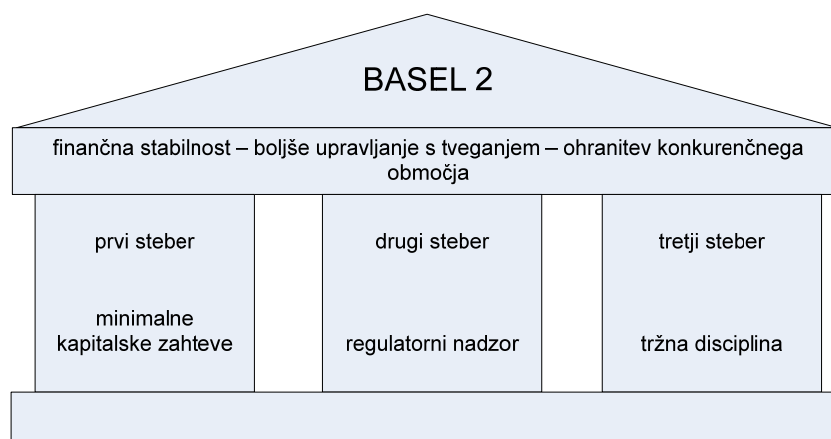 BASEL 2
finančna stabilnost – boljše upravljanje s tveganjem – ohranitev konkurenčnega
območja
prvi steber
minimalne
kapitalske zahteve
drugi steber
regulatorni nadzor
tretji steber
tržna disciplina